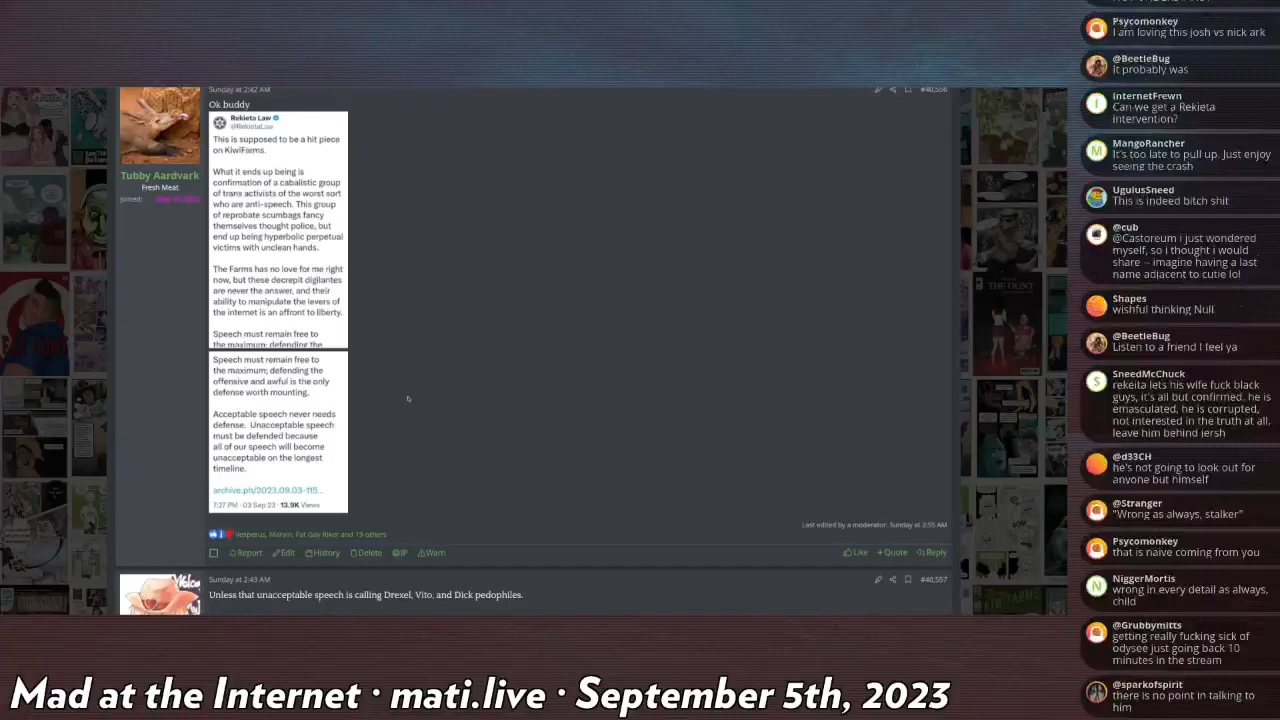 Sunday at 2:42 AM
#40,556
Ok buddy
Rekieta Law
@RekietaLaw
This is supposed to be a hit piece
on KiwiFarms.
What it ends up being is
confirmation of a cabalistic group
of trans activists of the worst sort
who are anti-speech. This group
of reprobate scumbags fancy
themselves thought police, but
end up being hyperbolic perpetual
victims with unclean hands.
The Farms has no love for me right
now, but these decrepit digilantes
are never the answer, and their
ability to manipulate the levers of
the internet is an affront to liberty.
Speech must remain free to
the maximum; defending the
Speech must remain free to
the maximum; defending the
offensive and awful is the only
defense worth mounting.
Acceptable speech never needs
defense. Unacceptable speech
must be defended because
all of our speech will become
unacceptable on the longest
timeline.
archive.ph/2023.09.03-115...
7:27 PM · 03 Sep 23 · 13.9K Views
Tubby Aardvark
Fresh Meat
Joined:
Last edited by a moderator: Sunday at 2:55 AM
Vesperus, Marvin, Fat Gay Riker and 19 others
Report Edit History Delete IP Warn
Like + Quote Reply
Sunday at 2:43 AM
#40,557
Unless that unacceptable speech is calling Drexel, Vito, and Dick pedophiles.
THE GUNT
Psycomonkey
I am loving this josh vs nick ark
@BeetleBug
It probably was
InternetFrewn
Can we get a Rekieta
intervention?
MangoRancher
It's too late to pull up. Just enjoy
seeing the impact
UgulusSneed
This is indeed bitch shit
@cub
@Castoreum i just wondered
myself, so i thought i would
share -- imagine having a last
name adjacent to cutie lol
Shapes
wishful thinking Null
@BeetleBug
Listen to a friend I feel ya
SneedMcChuck
rekeita lets his wife fuck black
guys, it's all but confirmed, he is
emasculated, he is corrupted,
not interested in the truth at all,
leave him behind jersh
@B33CH
he's not going to look out for
anyone but himself
@Stranger
"Wrong as always, stalker"
Psycomonkey
Persuasive coming from you
NiggerMortis
wrong in every detail as always,
child
@Grubbymitts
getting really fucking sick of
odysee just going back 10
minutes in the stream
@sparkofspirit
there is no point in talking to
him
Mad at the Internet · mati.live · September 5th, 2023